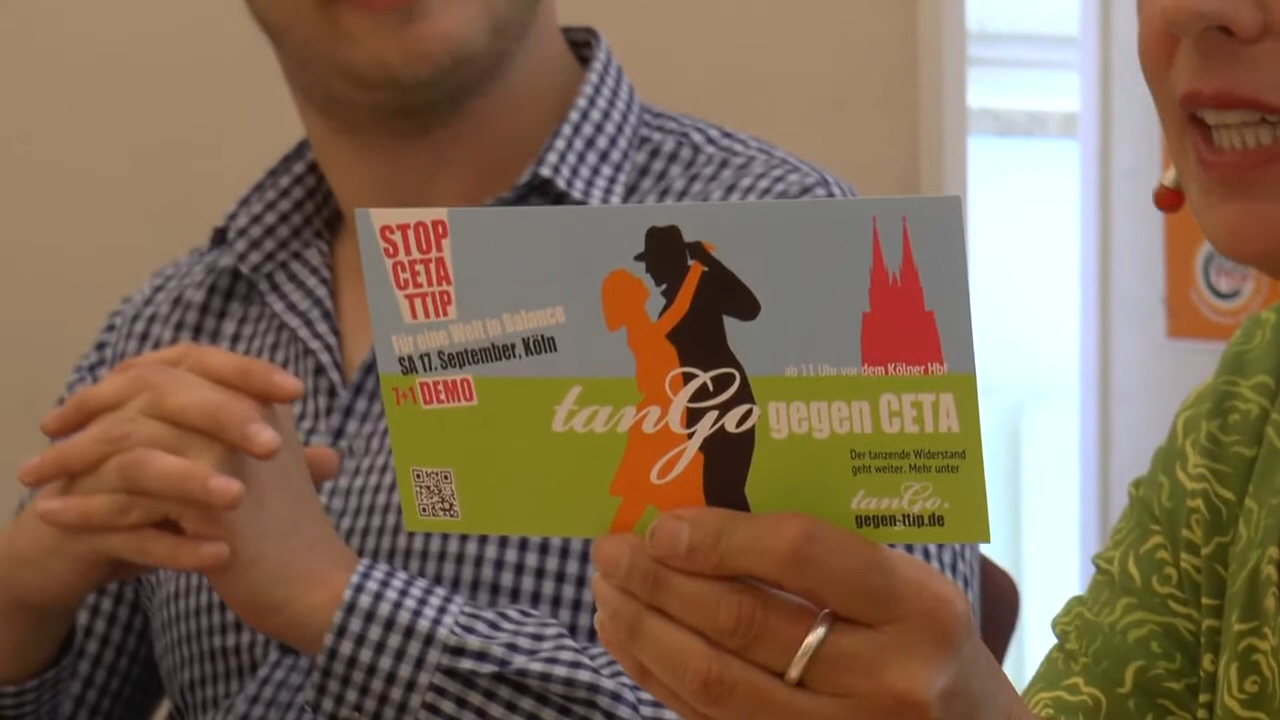 STOP
CETA
TTIP
Für eine Welt in Balance
SA 17. September, Köln
7+1 DEMO
ab 11 Uhr vor dem Kölner Hbf
tanGo gegen CETA
Der tanzende Widerstand
geht weiter. Mehr unter
tanGo.
gegen-ttip.de